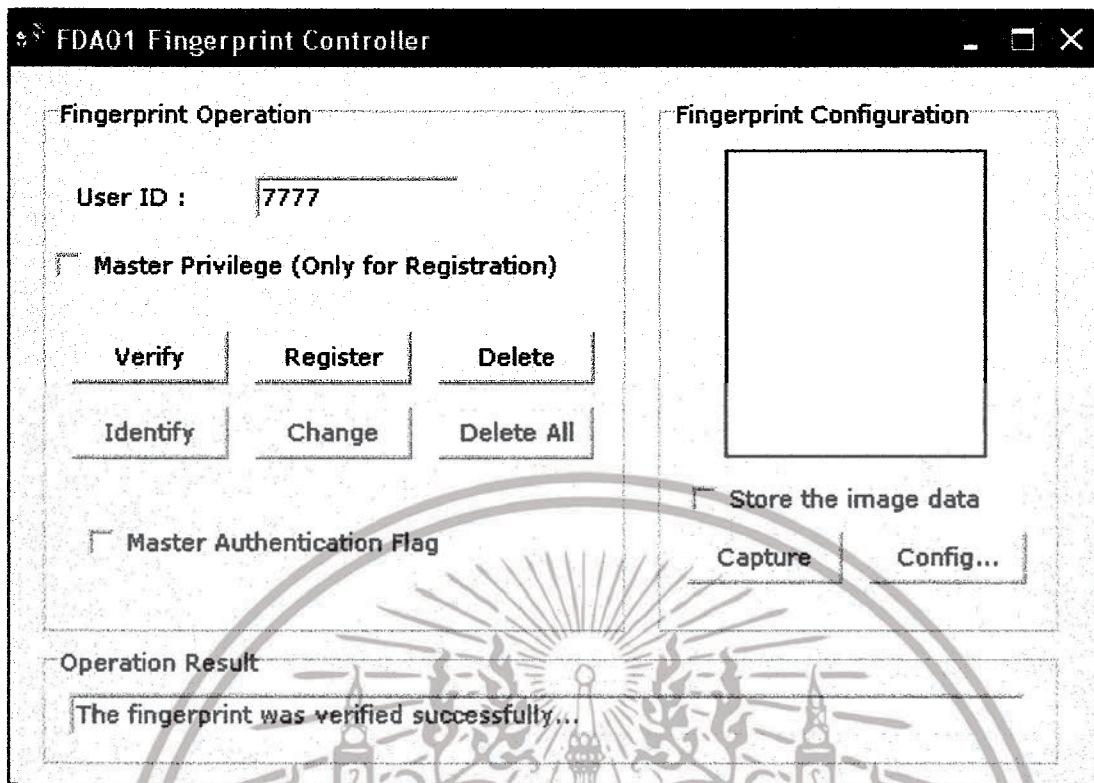 FDA01 Fingerprint Controller
Fingerprint Operation
User ID : 7777
Master Privilege (Only for Registration)
Verify Register Delete
Identify Change Delete All
Master Authentication Flag
Fingerprint Configuration
Store the image data
Capture Config...
Operation Result
The fingerprint was verified successfully...